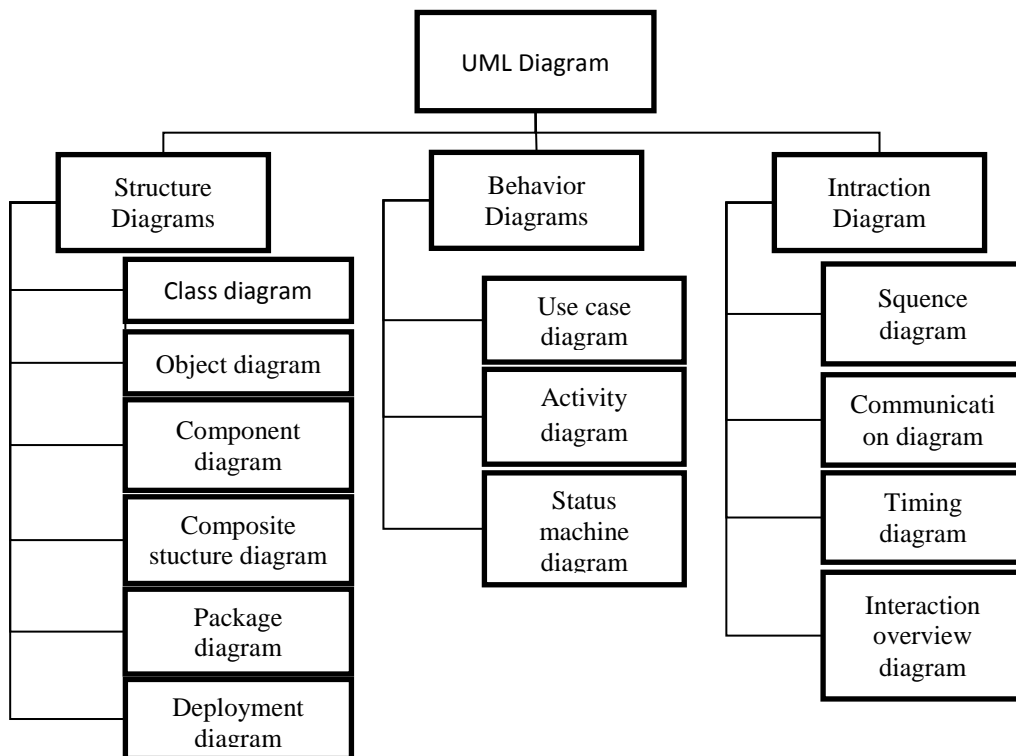 UML Diagram
Structure
Diagrams
Class diagram
Object diagram
Component
diagram
Composite
stucture diagram
Package
diagram
Deployment
diagram
Behavior
Diagrams
Use case
diagram
Activity
diagram
Status
machine
diagram
Intraction
Diagram
Squence
diagram
Communicati
on diagram
Timing
diagram
Interaction
overview
diagram